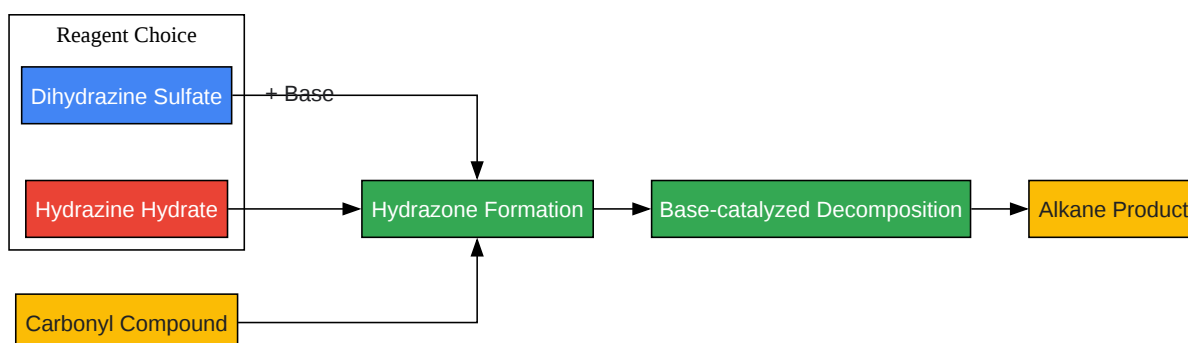 Reagent Choice
Dihydrazine Sulfate
+ Base
Hydrazine Hydrate
Hydrazone Formation
Base-catalyzed Decomposition
Alkane Product
Carbonyl Compound